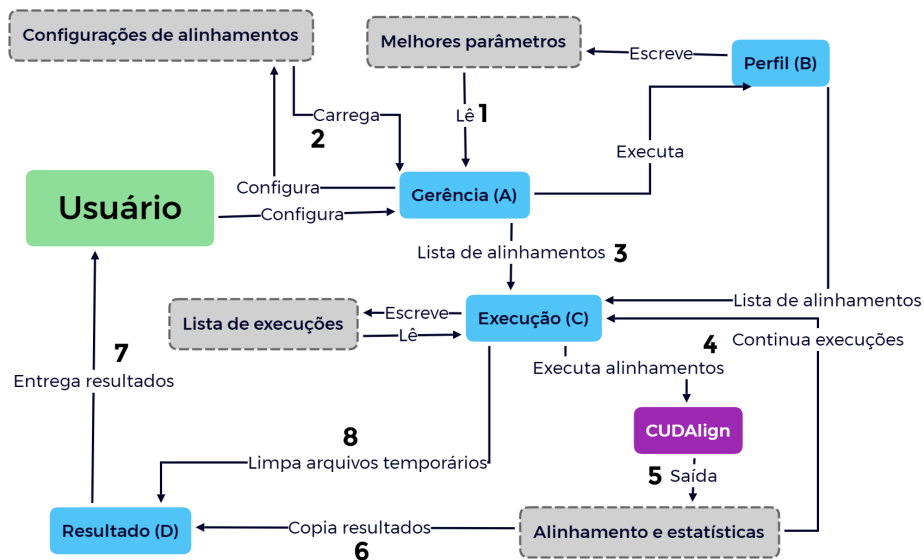 Configurações de alinhamentos
Melhores parâmetros
Escreve
Perfil (B)
Carrega
2
Lê
1
Executa
Configura
Gerência (A)
Usuário
Configura
Lista de alinhamentos
3
Lista de execuções
Escreve
Lê
Execução (C)
Lista de alinhamentos
4
Continua execuções
7
Executa alinhamentos
Entrega resultados
CUDAlign
8
Limpa arquivos temporários
5
Saída
Resultado (D)
Copia resultados
6
Alinhamento e estatísticas